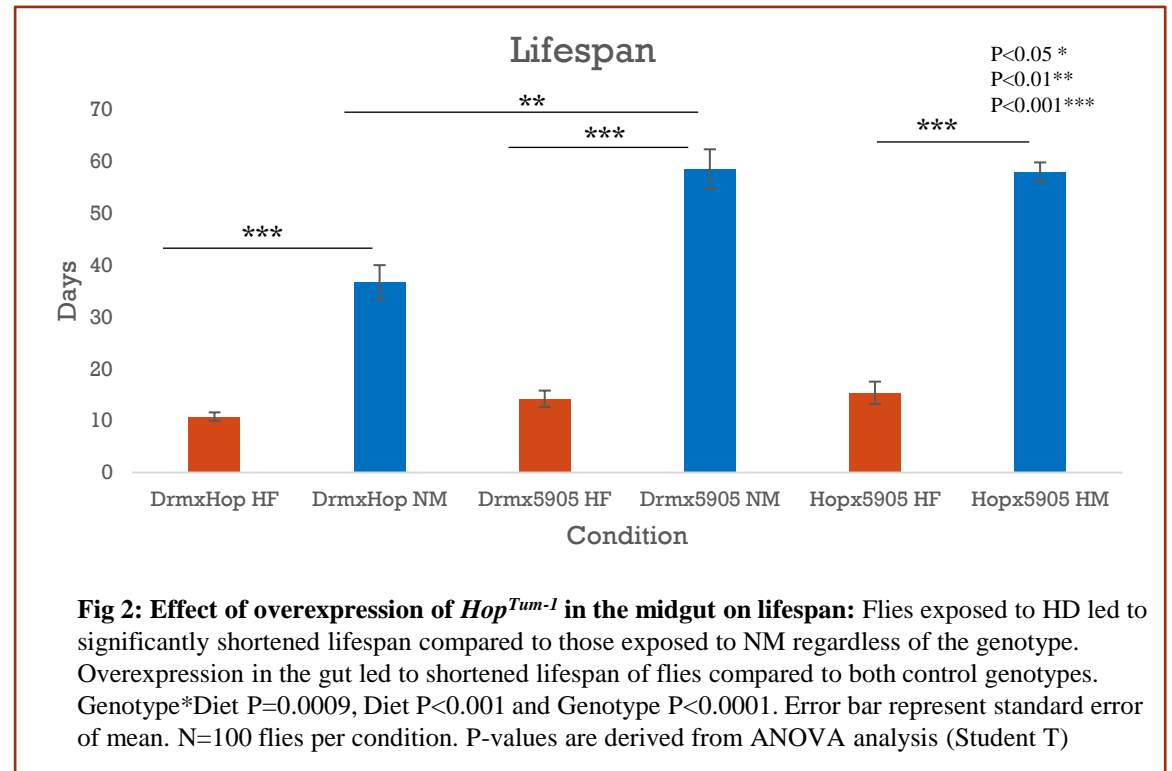 Lifespan
P<0.05 *
P<0.01**
P<0.001***
70
60
50
40
30
20
10
0
Days
***
**
***
***
DrmxHop HF
DrmxHop NM
Drmx5905 HF
Drmx5905 NM
Hopx5905 HF
Hopx5905 HM
Condition
Fig 2: Effect of overexpression of Hop^Tum-1 in the midgut on lifespan: Flies exposed to HD led to
significantly shortened lifespan compared to those exposed to NM regardless of the genotype.
Overexpression in the gut led to shortened lifespan of flies compared to both control genotypes.
Genotype*Diet P=0.0009, Diet P<0.001 and Genotype P<0.0001. Error bar represent standard error
of mean. N=100 flies per condition. P-values are derived from ANOVA analysis (Student T)